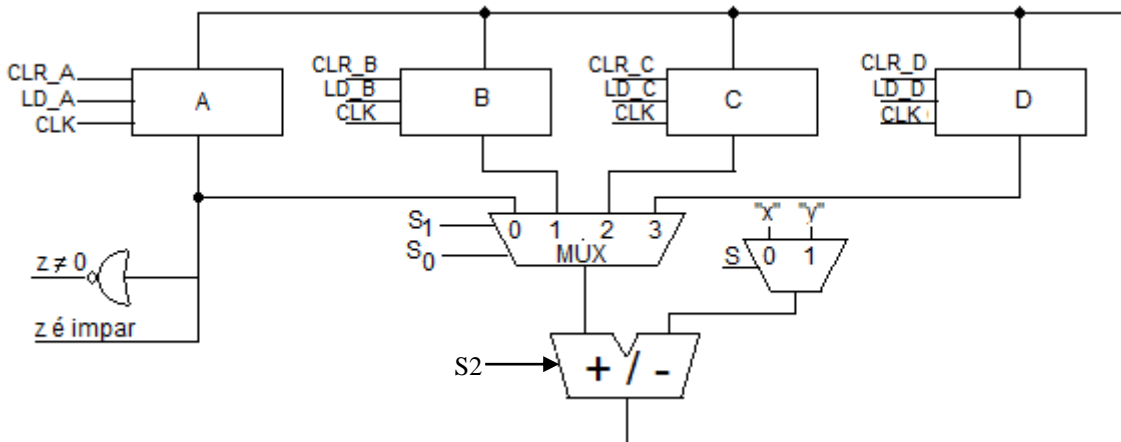 CLR_A
LD_A
CLK
A
CLR_B
LD_B
CLK
B
CLR_C
LD_C
CLK
C
CLR_D
LD_D
CLK
D
S1
S0
0 1 2 3
MUX
"x" "y"
S
0 1
z ≠ 0
z é impar
S2
+ / -